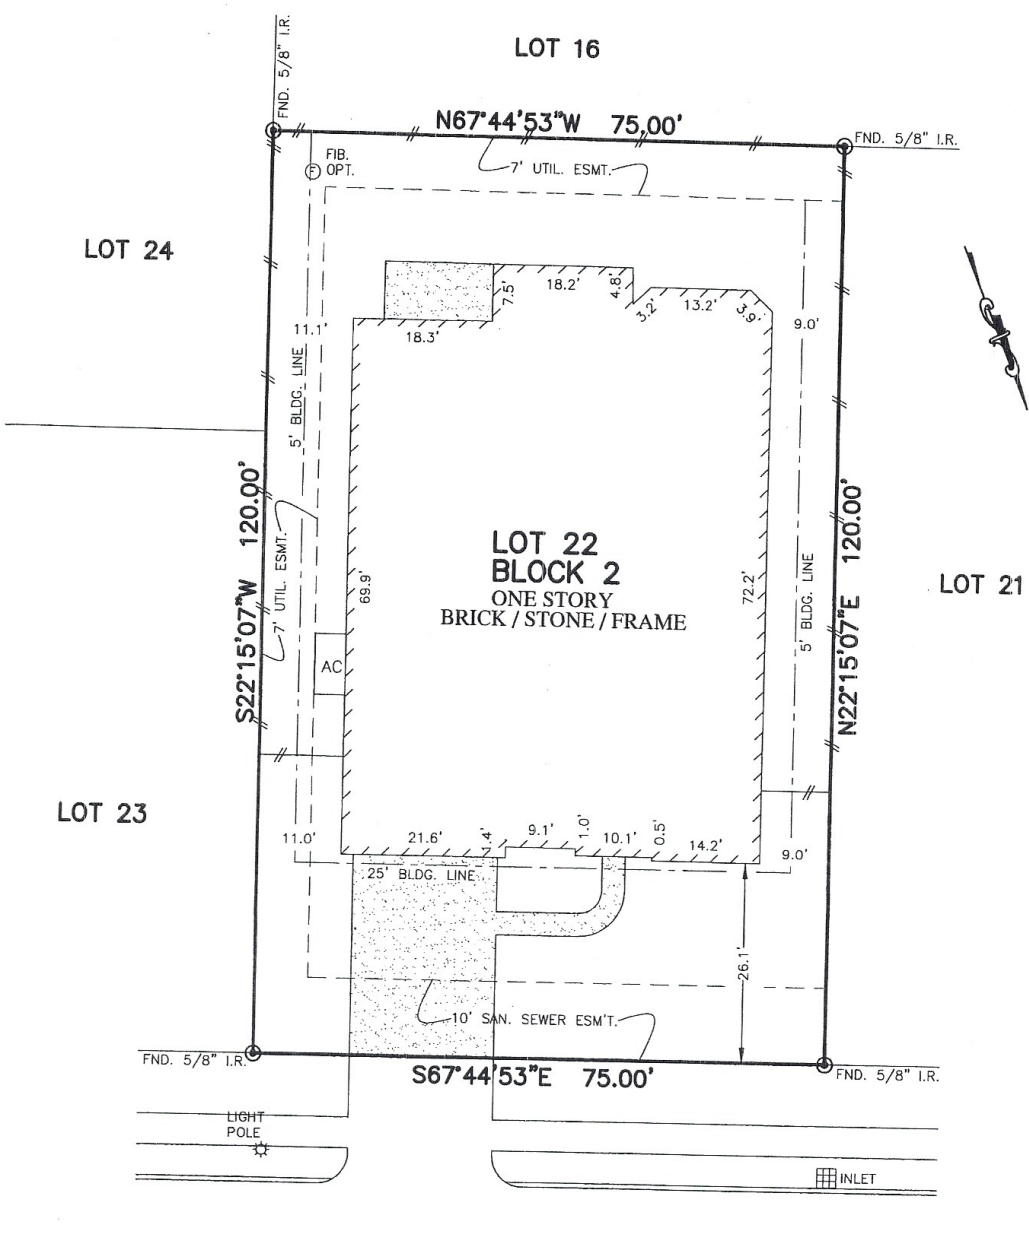 FND. 5/8" I.R.
LOT 16
N67°44'53"W 75.00'
FND. 5/8" I.R.
FIB.
OPT.
F
7' UTIL. ESMT.
LOT 24
18.2'
4.8'
7.5'
3.2'
13.2'
3.9'
11.1'
18.3'
9.0'
5' BLDG. LINE
S22°15'07"W 120.00'
7' UTIL. ESMT.
69.9'
LOT 22
BLOCK 2
ONE STORY
BRICK / STONE / FRAME
72.2'
5' BLDG. LINE
N22°15'07"E 120.00'
LOT 21
AC
LOT 23
11.0'
21.6'
1.4'
9.1'
1.0'
10.1'
0.5'
14.2'
9.0'
25' BLDG. LINE
26.1'
10' SAN. SEWER ESM'T.
FND. 5/8" I.R.
S67°44'53"E 75.00'
FND. 5/8" I.R.
LIGHT
POLE
INLET